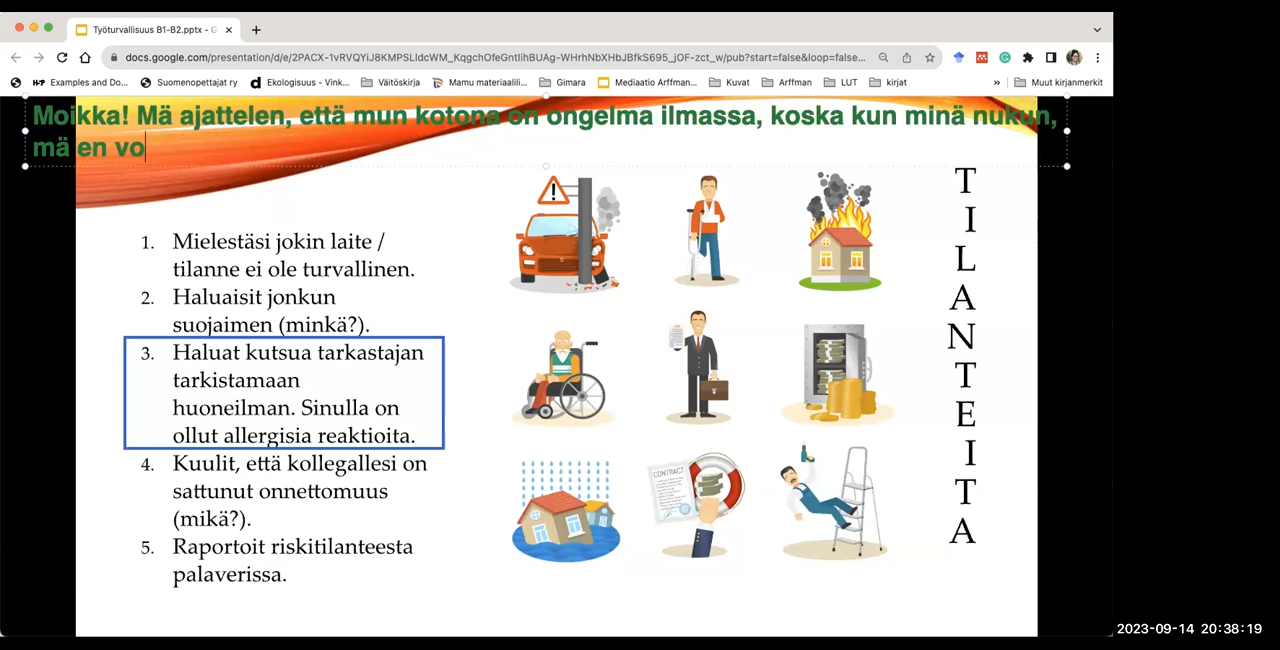 Työturvallisuus B1-B2.pptx - G
docs.google.com/presentation/d/e/2PACX-1vRVQYiJ8KMPSLIdcWM_KqgchOfeGntIihBUAg-WHrhNbXHbJBfkS695_jOF-zct_w/pub?start=false&loop=false...
Examples and Do...
Suomenopettajat ry
Ekologisuus - Vink...
Väitöskirja
Mamu materiaalili...
Gimara
Mediaatio Arffman...
Kuvat
Arffman
LUT
kirjat
»
Muut kirjanmerkit
Moikka! Mä ajattelen, että mun kotona on ongelma ilmassa, koska kun minä nukun,
mä en vo
1. Mielestäsi jokin laite /
tilanne ei ole turvallinen.
2. Haluaisit jonkun
suojaimen (minkä?).
3. Haluat kutsua tarkastajan
tarkistamaan
huoneilman. Sinulla on
ollut allergisia reaktioita.
4. Kuulit, että kollegallesi on
sattunut onnettomuus
(mikä?).
5. Raportoit riskitilanteesta
palaverissa.
!
CONTRACT
T
I
L
A
N
T
E
I
T
A
2023-09-14 20:38:19